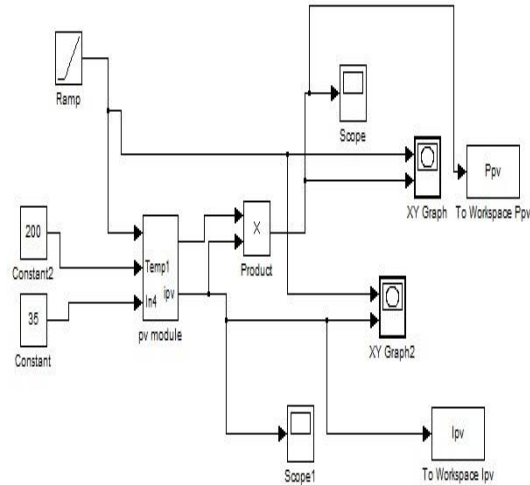 Ramp
Scope
Ppv
XY Graph
To Workspace Ppv
200
Constant2
Temp1
ipv
In4
pv module
X
Product
35
Constant
XY Graph2
Scope1
Ipv
To Workspace Ipv